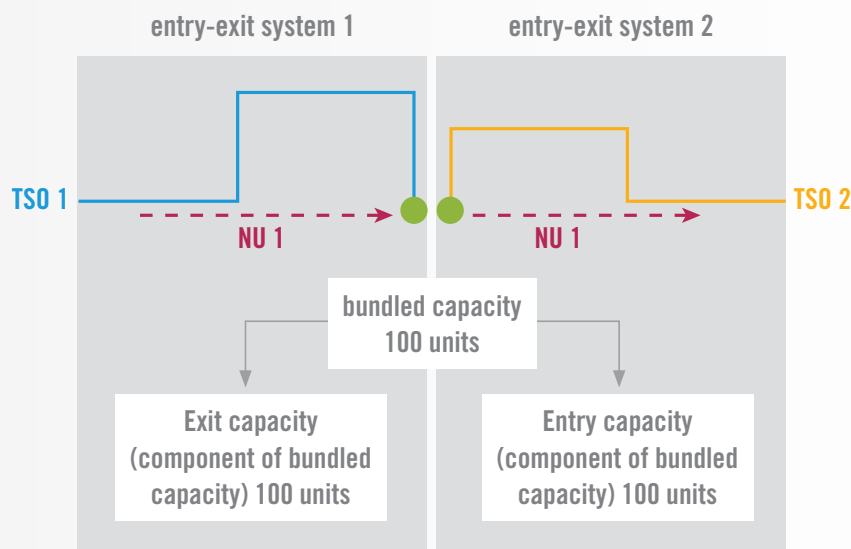 entry-exit system 1
entry-exit system 2
TSO 1
TSO 2
NU 1
NU 1
bundled capacity
100 units
Exit capacity
(component of bundled
capacity) 100 units
Entry capacity
(component of bundled
capacity) 100 units